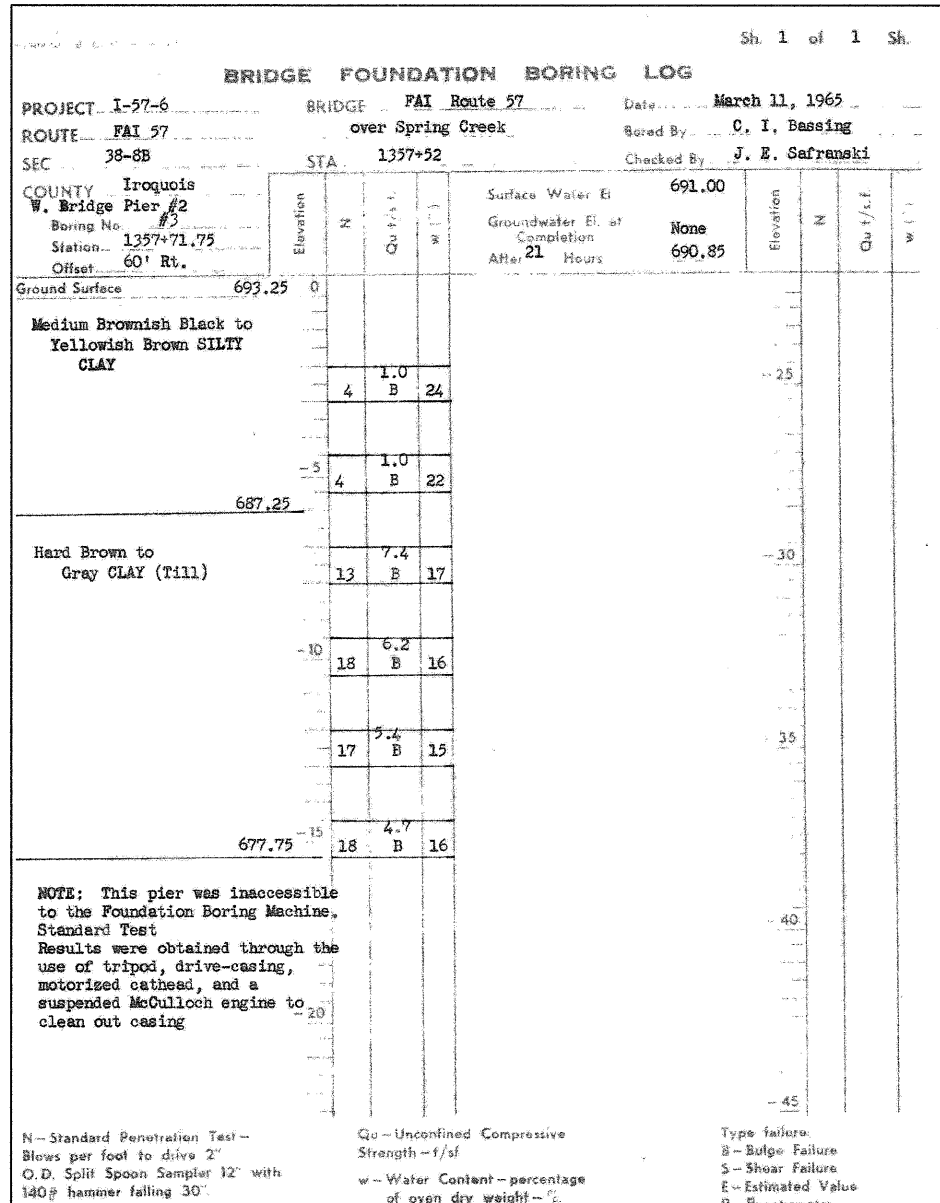 Sh. 1 of 1 Sh.
BRIDGE FOUNDATION BORING LOG
PROJECT I-57-6 BRIDGE FAI Route 57 Date March 11, 1965
ROUTE FAI 57 over Spring Creek Bored By C. I. Bassing
SEC 38-8B STA 1357+52 Checked By J. E. Safranski
COUNTY Iroquois
W. Bridge Pier #2
Boring No. #3
Station 1357+71.75
Offset 60' Rt.
Elevation N Qu t/s.f. w (%)
Surface Water El 691.00
Groundwater El. at Completion None
After 21 Hours 690.85
Elevation N Qu t/s.f. w (%)
Ground Surface 693.25 0
Medium Brownish Black to
Yellowish Brown SILTY
CLAY
1.0
4 B 24
-25
-5 1.0
4 B 22
687.25
Hard Brown to
Gray CLAY (Till)
7.4
13 B 17
-30
-10 6.2
18 B 16
5.4
17 B 15
35
-15 4.7
677.75 18 B 16
NOTE: This pier was inaccessible
to the Foundation Boring Machine.
Standard Test
Results were obtained through the
use of tripod, drive-casing,
motorized cathead, and a
suspended McCulloch engine to
clean out casing
-20
-40
-45
N-Standard Penetration Test-
Blows per foot to drive 2"
O.D. Split Spoon Sampler 12" with
140# hammer falling 30".
Qu-Unconfined Compressive
Strength-t/sf
w-Water Content-percentage
of oven dry weight-%.
Type failure:
B-Bulge Failure
S-Shear Failure
E-Estimated Value